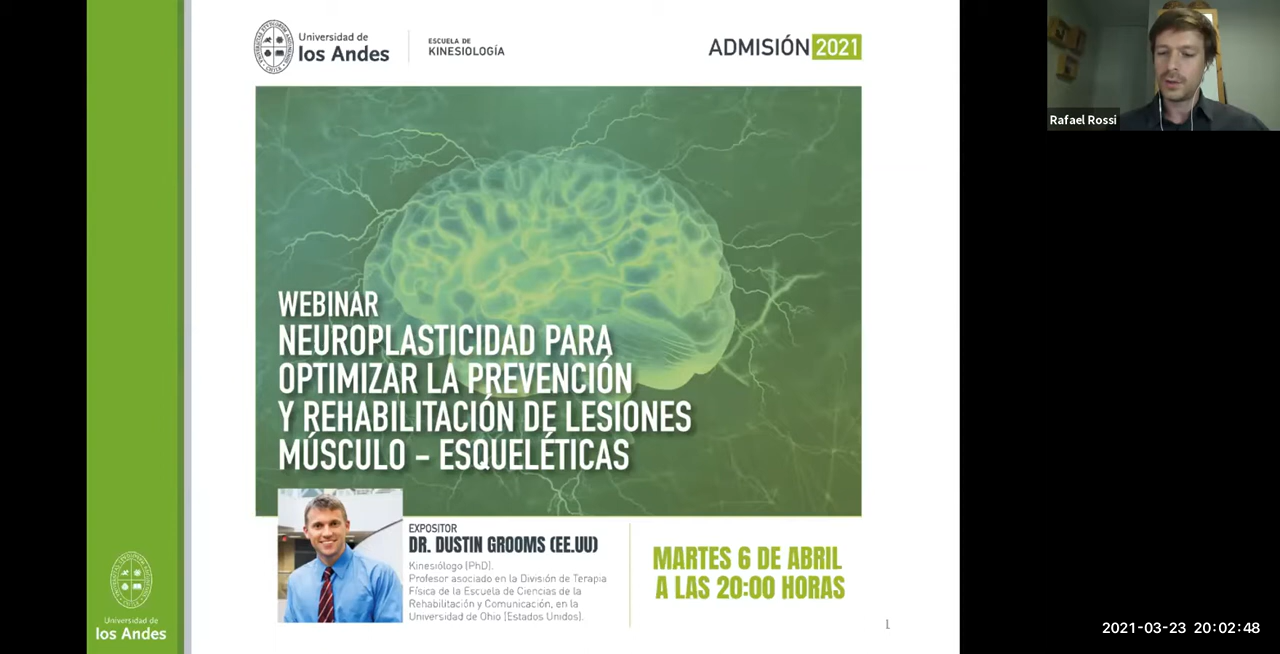 Universidad de
los Andes
ESCUELA DE
KINESIOLOGÍA
ADMISIÓN 2021
Rafael Rossi
WEBINAR
NEUROPLASTICIDAD PARA
OPTIMIZAR LA PREVENCIÓN
Y REHABILITACIÓN DE LESIONES
MÚSCULO - ESQUELÉTICAS
EXPOSITOR
DR. DUSTIN GROOMS (EE.UU)
Kinesiólogo (PhD).
Profesor asociado en la División de Terapia
Física de la Escuela de Ciencias de la
Rehabilitación y Comunicación, en la
Universidad de Ohio (Estados Unidos).
MARTES 6 DE ABRIL
A LAS 20:00 HORAS
Universidad de
los Andes
1
2021-03-23 20:02:48